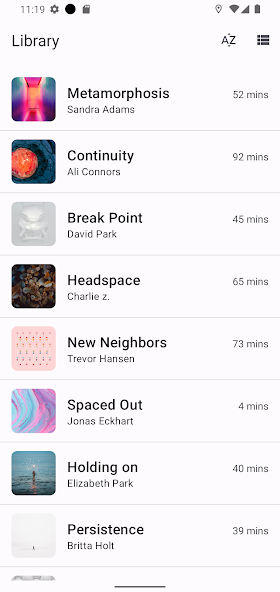 11:19
Library
AZ
Metamorphosis
Sandra Adams
52 mins
Continuity
Ali Connors
92 mins
Break Point
David Park
45 mins
Headspace
Charlie z.
65 mins
New Neighbors
Trevor Hansen
73 mins
Spaced Out
Jonas Eckhart
4 mins
Holding on
Elizabeth Park
40 mins
Persistence
Britta Holt
39 mins